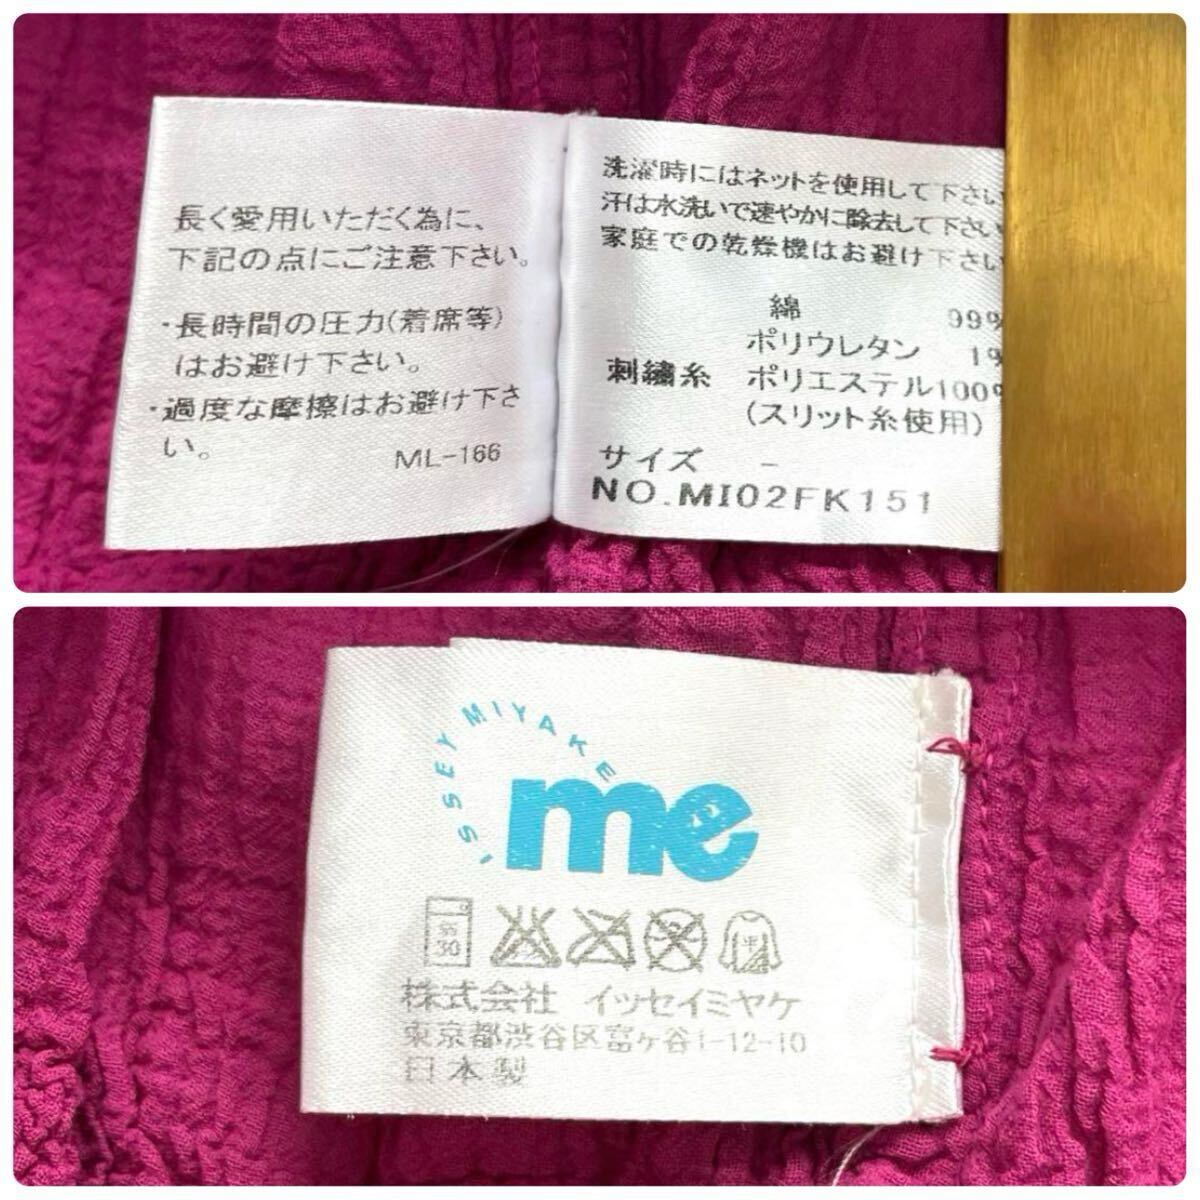 長く愛用いただく為に、
下記の点にご注意下さい。
・長時間の圧力(着席等)
はお避け下さい。
・過度な摩擦はお避け下さ
い。
ML-166
洗濯時にはネットを使用して下さい
汗は水洗いで速やかに除去して下さい
家庭での乾燥機はお避け下さい
綿 99%
ポリウレタン 1%
刺繍糸 ポリエステル100%
(スリット糸使用)
サイズ -
NO.MI02FK151
ISSEY MIYAKE
me
弱
30
平
株式会社 イッセイミヤケ
東京都渋谷区富ヶ谷1-12-10
日本製